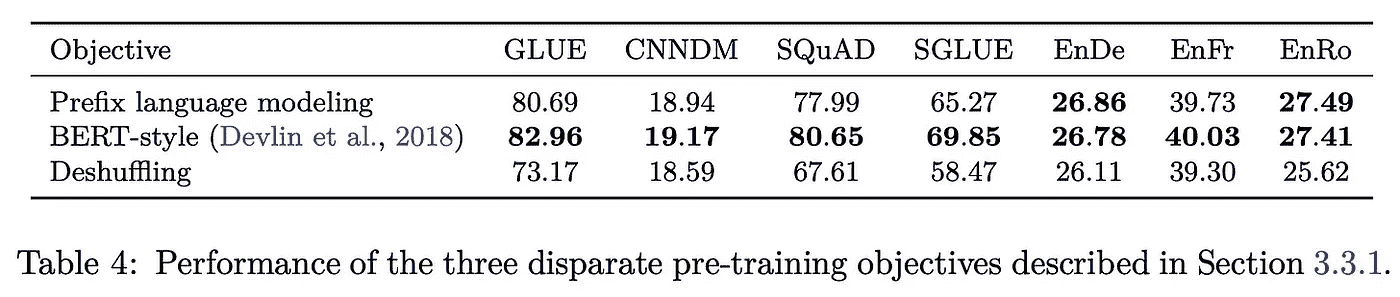 Objective GLUE CNNDM SQuAD SGLUE EnDe EnFr EnRo
Prefix language modeling 80.69 18.94 77.99 65.27 26.86 39.73 27.49
BERT-style (Devlin et al., 2018) 82.96 19.17 80.65 69.85 26.78 40.03 27.41
Deshuffling 73.17 18.59 67.61 58.47 26.11 39.30 25.62
Table 4: Performance of the three disparate pre-training objectives described in Section 3.3.1.